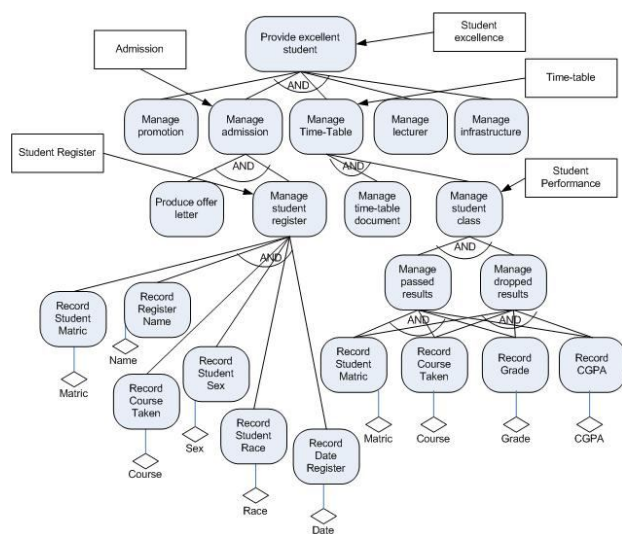 Student
excellence
Provide excellent
student
Admission
Time-table
AND
Manage
promotion
Manage
admission
Manage
Time-Table
Manage
lecturer
Manage
infrastructure
Student Register
AND
AND
Student
Performance
Produce offer
letter
Manage
student
register
Manage
time-table
document
Manage
student
class
AND
AND
Manage
passed
results
Manage
dropped
results
Record
Student
Matric
Record
Register
Name
AND
AND
Name
Record
Student
Sex
Record
Student
Matric
Record
Course
Taken
Record
Grade
Record
CGPA
Matric
Record
Course
Taken
Matric
Course
Grade
CGPA
Record
Student
Race
Record
Date
Register
Sex
Course
Race
Date